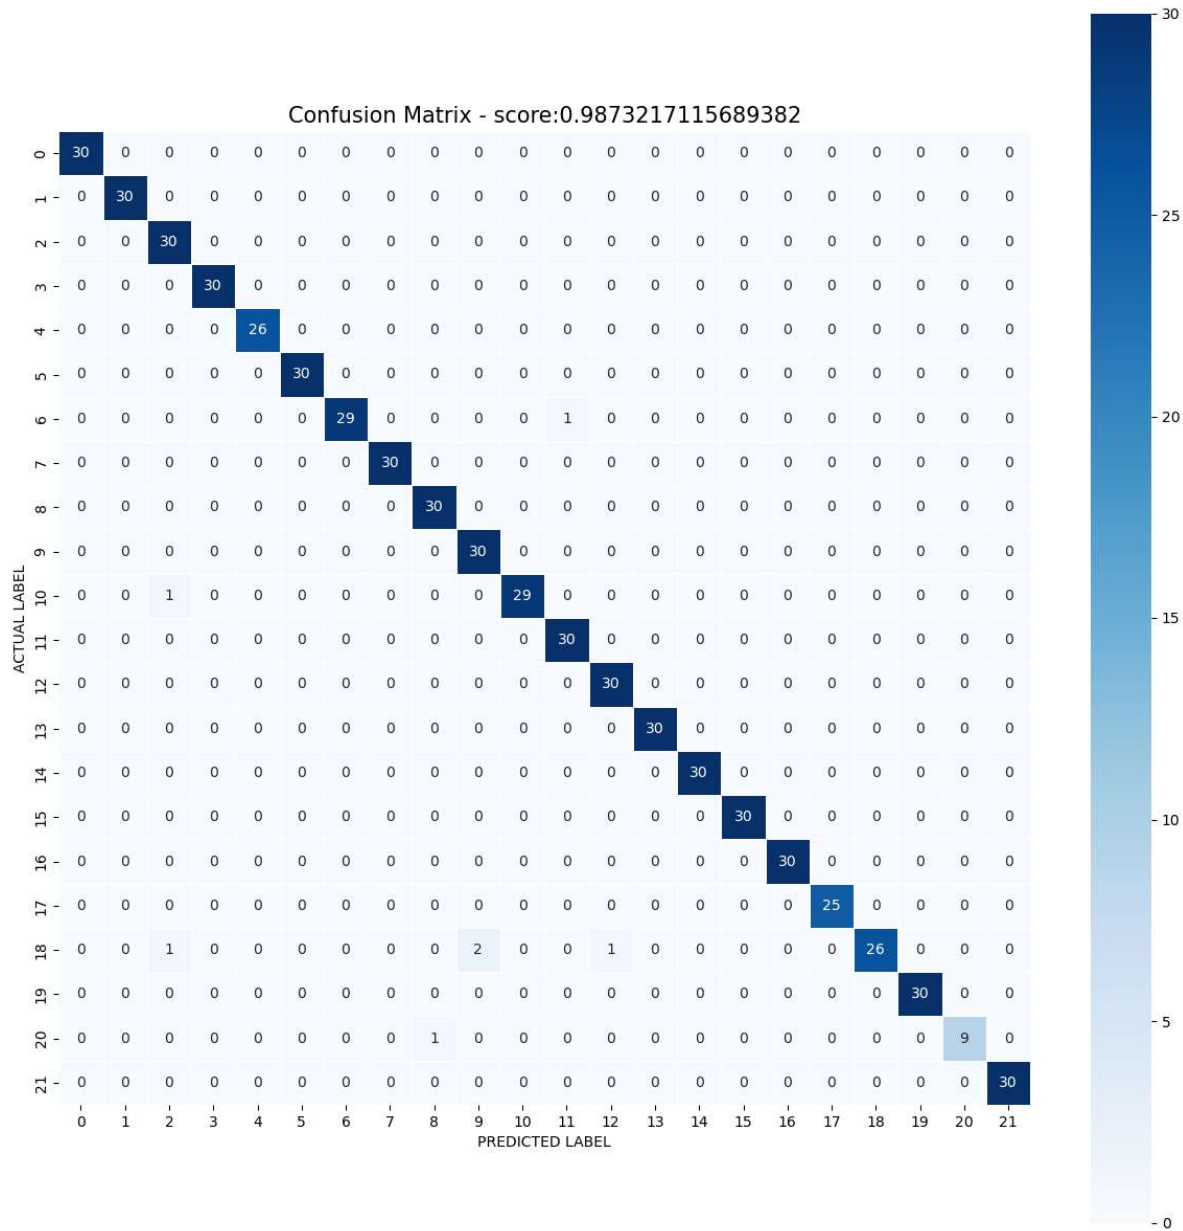 Confusion Matrix - score:0.9873217115689382
ACTUAL LABEL
0 30 0 0 0 0 0 0 0 0 0 0 0 0 0 0 0 0 0 0 0 0 0
1 0 30 0 0 0 0 0 0 0 0 0 0 0 0 0 0 0 0 0 0 0 0
2 0 0 30 0 0 0 0 0 0 0 0 0 0 0 0 0 0 0 0 0 0 0
3 0 0 0 30 0 0 0 0 0 0 0 0 0 0 0 0 0 0 0 0 0 0
4 0 0 0 0 26 0 0 0 0 0 0 0 0 0 0 0 0 0 0 0 0 0
5 0 0 0 0 0 30 0 0 0 0 0 0 0 0 0 0 0 0 0 0 0 0
6 0 0 0 0 0 0 29 0 0 0 0 1 0 0 0 0 0 0 0 0 0 0
7 0 0 0 0 0 0 0 30 0 0 0 0 0 0 0 0 0 0 0 0 0 0
8 0 0 0 0 0 0 0 0 30 0 0 0 0 0 0 0 0 0 0 0 0 0
9 0 0 0 0 0 0 0 0 0 30 0 0 0 0 0 0 0 0 0 0 0 0
10 0 0 1 0 0 0 0 0 0 0 29 0 0 0 0 0 0 0 0 0 0 0
11 0 0 0 0 0 0 0 0 0 0 0 30 0 0 0 0 0 0 0 0 0 0
12 0 0 0 0 0 0 0 0 0 0 0 0 30 0 0 0 0 0 0 0 0 0
13 0 0 0 0 0 0 0 0 0 0 0 0 0 30 0 0 0 0 0 0 0 0
14 0 0 0 0 0 0 0 0 0 0 0 0 0 0 30 0 0 0 0 0 0 0
15 0 0 0 0 0 0 0 0 0 0 0 0 0 0 0 30 0 0 0 0 0 0
16 0 0 0 0 0 0 0 0 0 0 0 0 0 0 0 0 30 0 0 0 0 0
17 0 0 0 0 0 0 0 0 0 0 0 0 0 0 0 0 0 25 0 0 0 0
18 0 0 1 0 0 0 0 0 0 2 0 0 1 0 0 0 0 0 26 0 0 0
19 0 0 0 0 0 0 0 0 0 0 0 0 0 0 0 0 0 0 0 30 0 0
20 0 0 0 0 0 0 0 0 1 0 0 0 0 0 0 0 0 0 0 0 9 0
21 0 0 0 0 0 0 0 0 0 0 0 0 0 0 0 0 0 0 0 0 0 30
0 1 2 3 4 5 6 7 8 9 10 11 12 13 14 15 16 17 18 19 20 21
PREDICTED LABEL
30
25
20
15
10
5
0